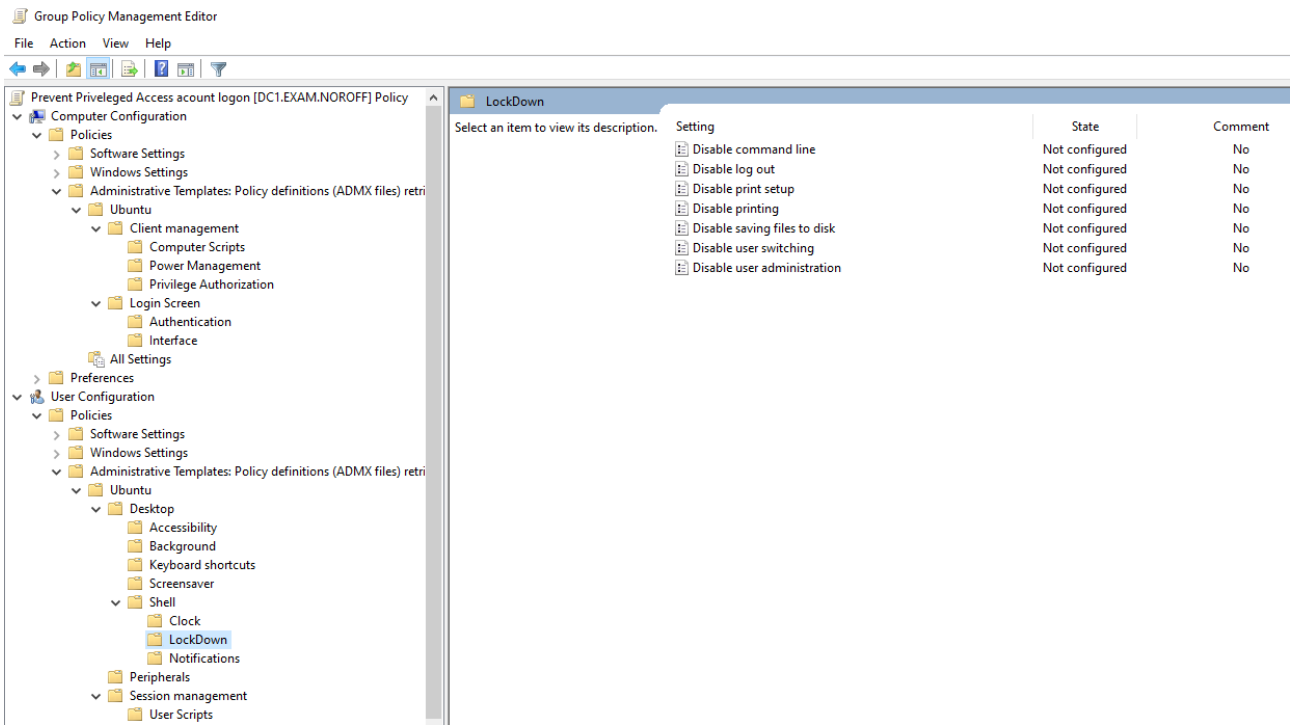 Group Policy Management Editor
File Action View Help
Prevent Priveleged Access acount logon [DC1.EXAM.NOROFF] Policy
Computer Configuration
Policies
Software Settings
Windows Settings
Administrative Templates: Policy definitions (ADMX files) retri
Ubuntu
Client management
Computer Scripts
Power Management
Privilege Authorization
Login Screen
Authentication
Interface
All Settings
Preferences
User Configuration
Policies
Software Settings
Windows Settings
Administrative Templates: Policy definitions (ADMX files) retri
Ubuntu
Desktop
Accessibility
Background
Keyboard shortcuts
Screensaver
Shell
Clock
LockDown
Notifications
Peripherals
Session management
User Scripts
LockDown
Select an item to view its description.
Setting State Comment
Disable command line Not configured No
Disable log out Not configured No
Disable print setup Not configured No
Disable printing Not configured No
Disable saving files to disk Not configured No
Disable user switching Not configured No
Disable user administration Not configured No